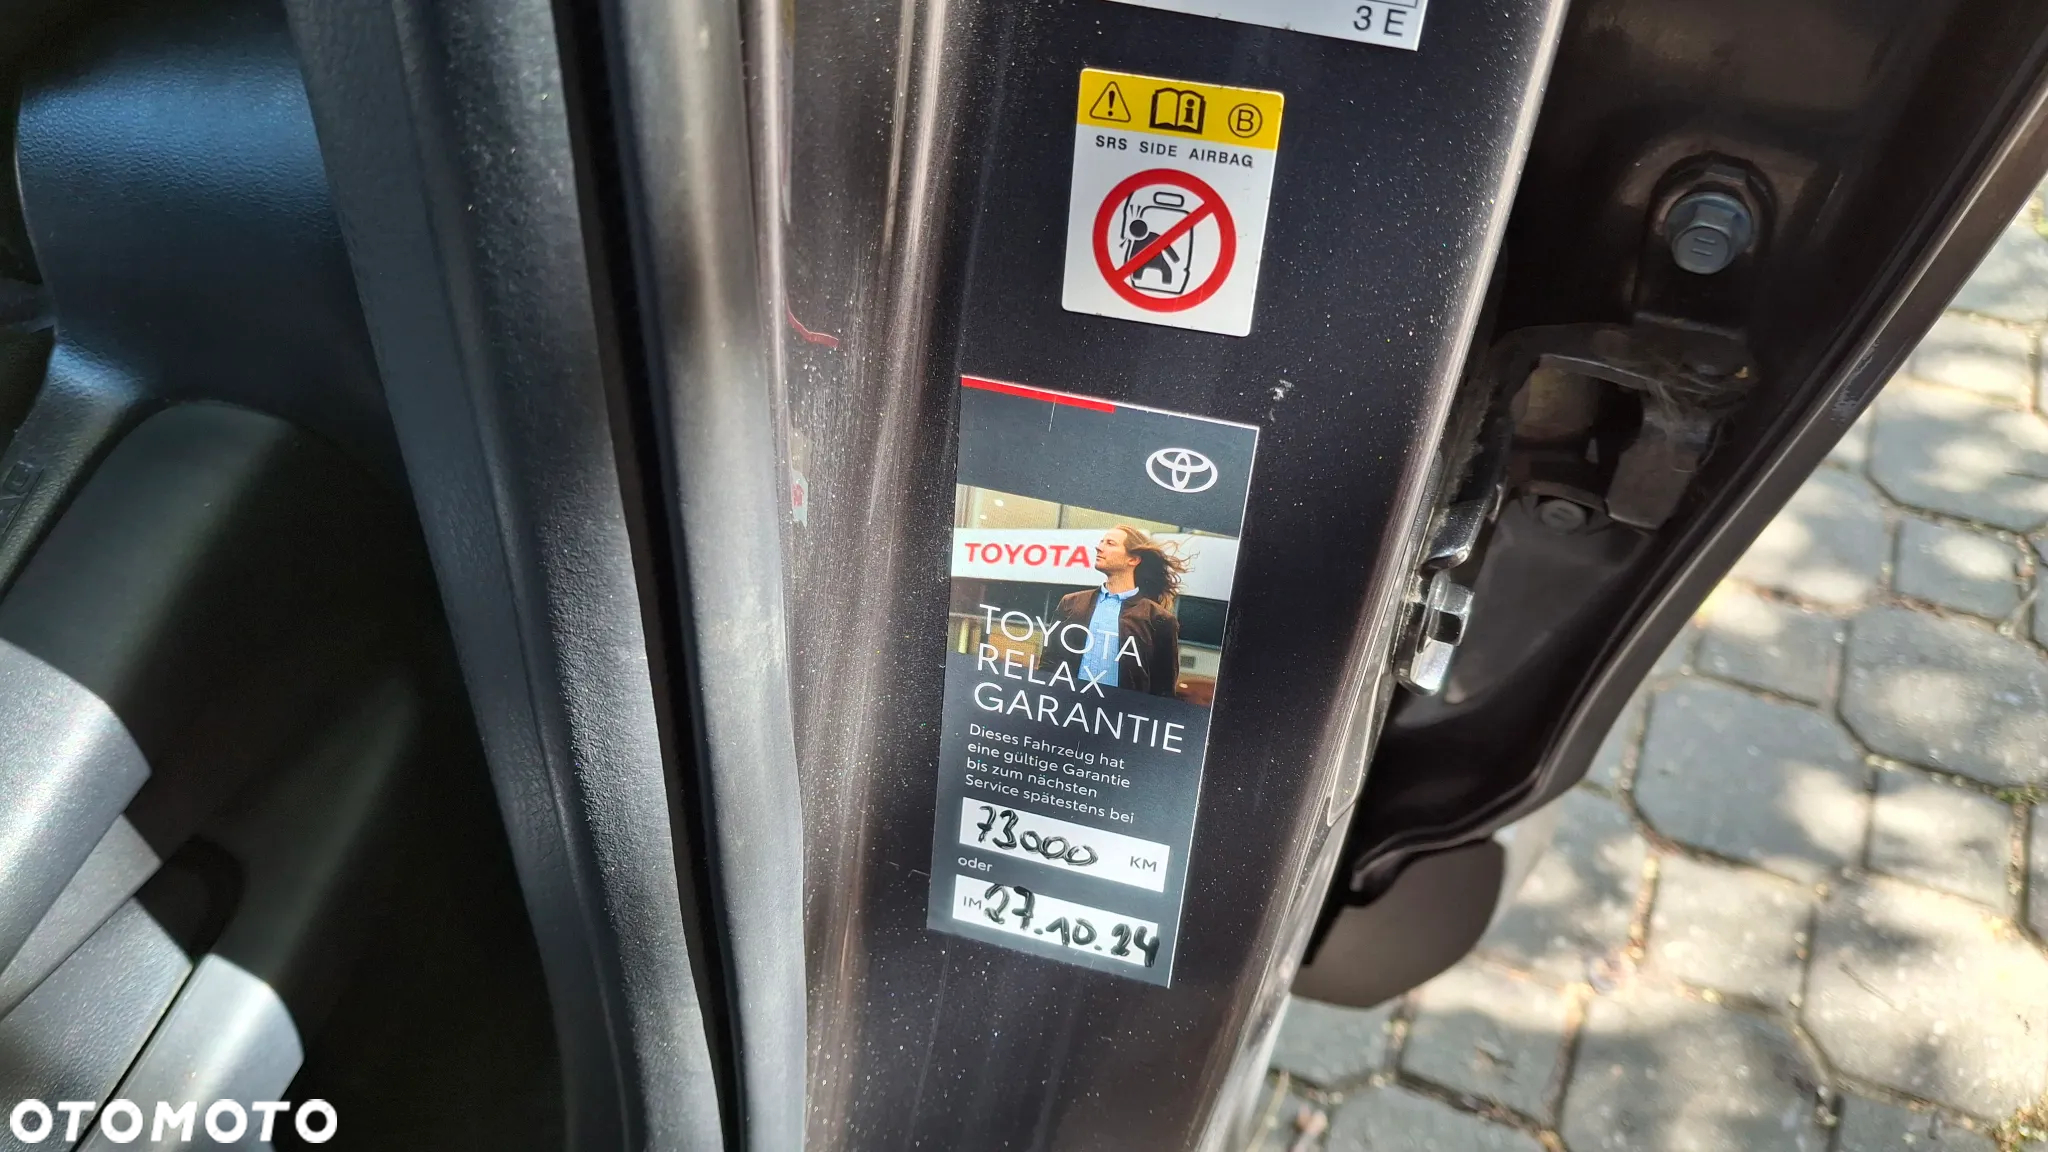 3 E
B
SRS SIDE AIRBAG
TOYOTA
TOYOTA
RELAX
GARANTIE
Dieses Fahrzeug hat
eine gültige Garantie
bis zum nächsten
Service spätestens bei
73000 KM
oder
IM 27.10.24
OTOMOTO